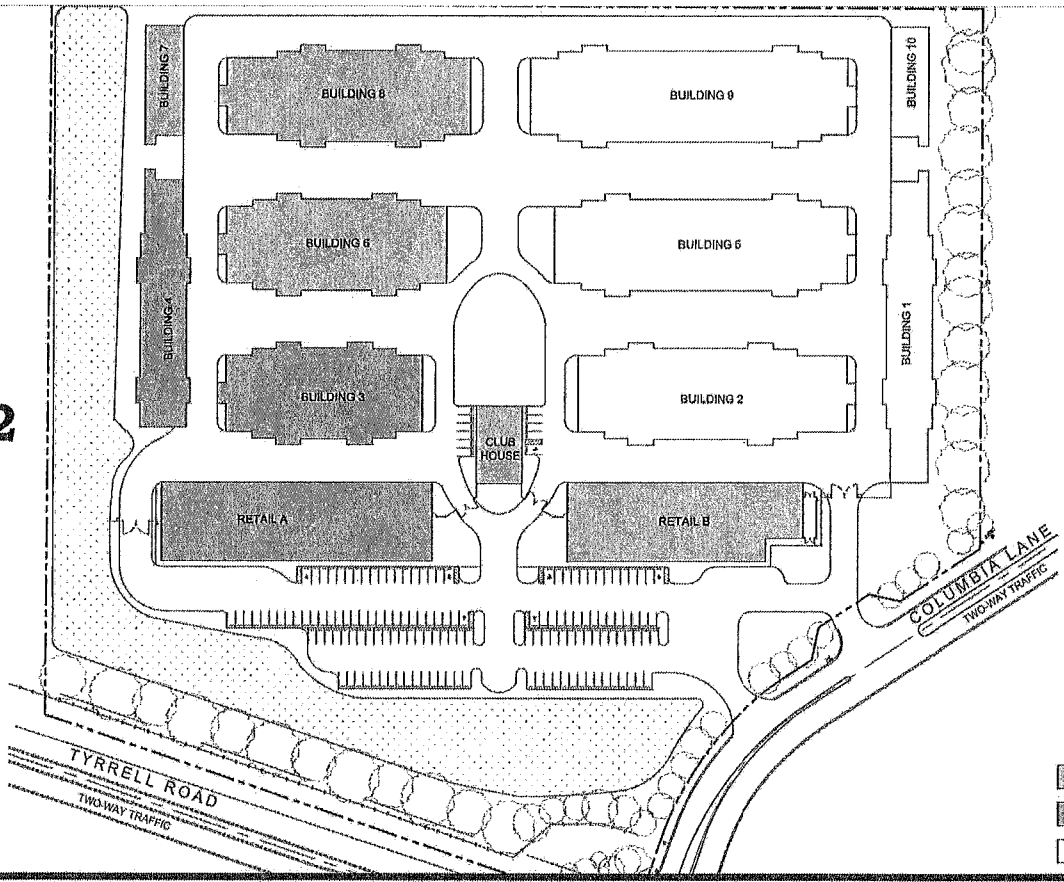 BUILDING 7
BUILDING 8
BUILDING 9
BUILDING 10
BUILDING 4
BUILDING 6
BUILDING 5
BUILDING 1
BUILDING 3
BUILDING 2
2
CLUB
HOUSE
RETAIL A
RETAIL B
COLUMBIA LANE
TWO-WAY TRAFFIC
TYRRELL ROAD
TWO-WAY TRAFFIC